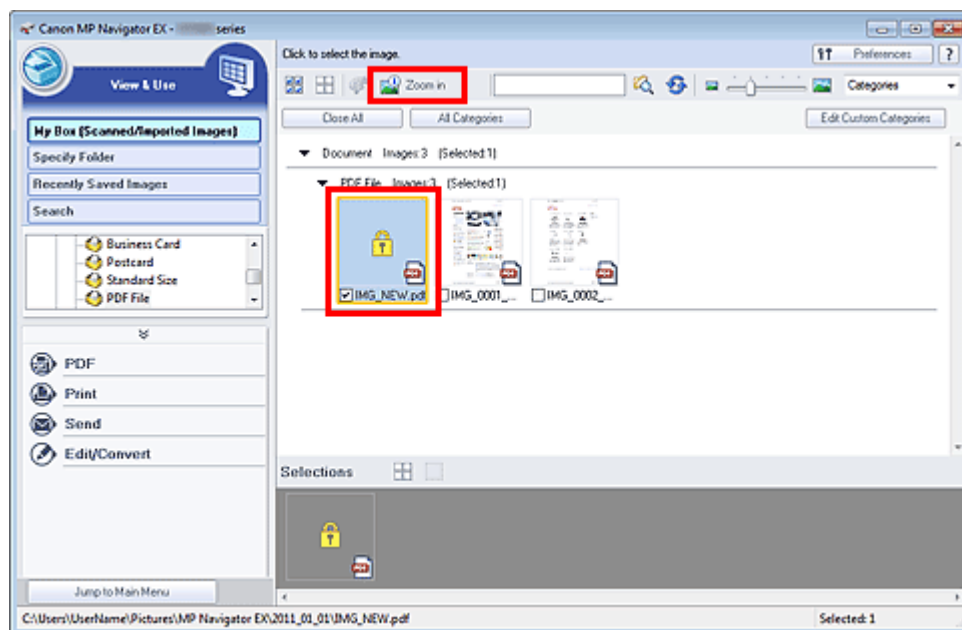 Canon MP Navigator EX - series
View & Use
My Box (Scanned/Imported Images)
Specify Folder
Recently Saved Images
Search
Business Card
Postcard
Standard Size
PDF File
PDF
Print
Send
Edit/Convert
Jump to Main Menu
Click to select the image.
Preferences
?
Zoom in
Categories
Close All
All Categories
Edit Custom Categories
Document Images:3 (Selected:1)
PDF File Images:3 (Selected:1)
IMG_NEW.pdf
IMG_0001_...
IMG_0002_...
Selections
C:\Users\UserName\Pictures\MP Navigator EX\2011_01_01\IMG_NEW.pdf
Selected: 1